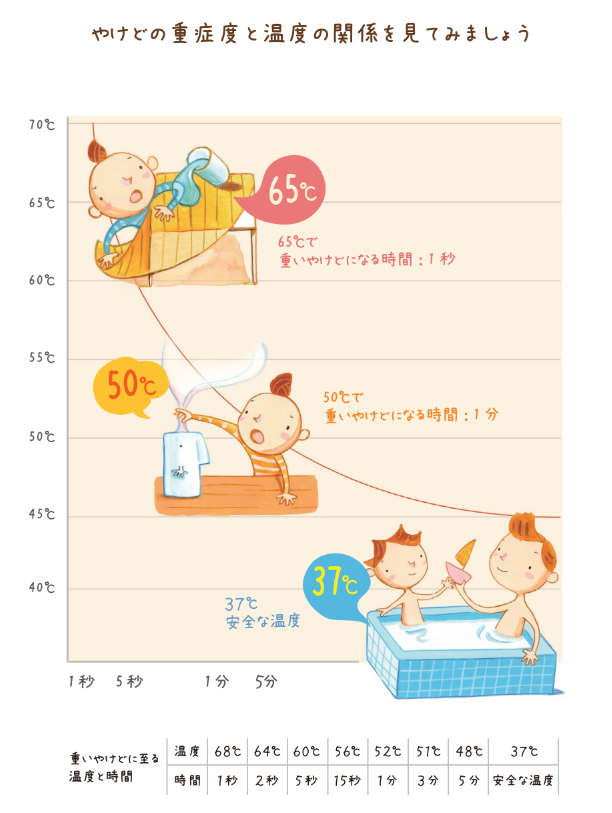 やけどの重症度と温度の関係を見てみましょう
70℃
65℃
60℃
55℃
50℃
45℃
40℃
65℃
65℃で
重いやけどになる時間：1秒
50℃
50℃で
重いやけどになる時間：1分
37℃
37℃
安全な温度
1秒 5秒 1分 5分
重いやけどに至る
温度と時間
温度 68℃ 64℃ 60℃ 56℃ 52℃ 51℃ 48℃ 37℃
時間 1秒 2秒 5秒 15秒 1分 3分 5分 安全な温度